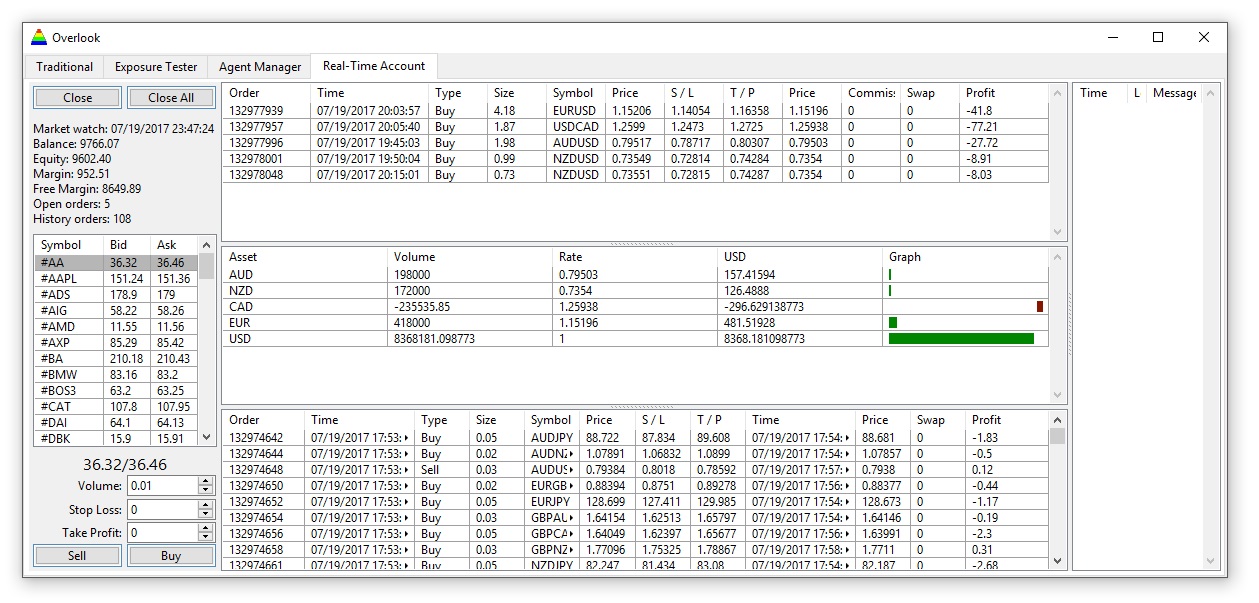 Overlook
Traditional Exposure Tester Agent Manager Real-Time Account
Close Close All
Market watch: 07/19/2017 23:47:24
Balance: 9766.07
Equity: 9602.40
Margin: 952.51
Free Margin: 8649.89
Open orders: 5
History orders: 108
Symbol Bid Ask
#AA 36.32 36.46
#AAPL 151.24 151.36
#ADS 178.9 179
#AIG 58.22 58.26
#AMD 11.55 11.56
#AXP 85.29 85.42
#BA 210.18 210.43
#BMW 83.16 83.2
#BOS3 63.2 63.25
#CAT 107.8 107.95
#DAI 64.1 64.13
#DBK 15.9 15.91
36.32/36.46
Volume: 0.01
Stop Loss: 0
Take Profit: 0
Sell Buy
Order Time Type Size Symbol Price S / L T / P Price Commis: Swap Profit
132977939 07/19/2017 20:03:57 Buy 4.18 EURUSD 1.15206 1.14054 1.16358 1.15196 0 0 -41.8
132977957 07/19/2017 20:05:40 Buy 1.87 USDCAD 1.2599 1.2473 1.2725 1.25938 0 0 -77.21
132977996 07/19/2017 19:45:03 Buy 1.98 AUDUSD 0.79517 0.78717 0.80307 0.79503 0 0 -27.72
132978001 07/19/2017 19:50:04 Buy 0.99 NZDUSD 0.73549 0.72814 0.74284 0.7354 0 0 -8.91
132978048 07/19/2017 20:15:01 Buy 0.73 NZDUSD 0.73551 0.72815 0.74287 0.7354 0 0 -8.03
Asset Volume Rate USD Graph
AUD 198000 0.79503 157.41594
NZD 172000 0.7354 126.4888
CAD -235535.85 1.25938 -296.629138773
EUR 418000 1.15196 481.51928
USD 8368181.098773 1 8368.181098773
Order Time Type Size Symbol Price S / L T / P Time Price Swap Profit
132974642 07/19/2017 17:53: Buy 0.05 AUDJPY 88.722 87.834 89.608 07/19/2017 17:54: 88.681 0 -1.83
132974644 07/19/2017 17:53: Buy 0.02 AUDNZ 1.07891 1.06832 1.0899 07/19/2017 17:54: 1.07857 0 -0.5
132974648 07/19/2017 17:53: Sell 0.03 AUDUS 0.79384 0.8018 0.78592 07/19/2017 17:57: 0.7938 0 0.12
132974650 07/19/2017 17:53: Buy 0.02 EURGB 0.88394 0.8751 0.89278 07/19/2017 17:56: 0.88377 0 -0.44
132974652 07/19/2017 17:53: Buy 0.05 EURJPY 128.699 127.411 129.985 07/19/2017 17:54: 128.673 0 -1.17
132974654 07/19/2017 17:53: Buy 0.03 GBPAU 1.64154 1.62513 1.65797 07/19/2017 17:54: 1.64146 0 -0.19
132974656 07/19/2017 17:53: Buy 0.05 GBPCA 1.64049 1.62397 1.65677 07/19/2017 17:56: 1.63991 0 -2.3
132974658 07/19/2017 17:53: Buy 0.03 GBPNZ 1.77096 1.75325 1.78867 07/19/2017 17:58: 1.7711 0 0.31
132974661 07/19/2017 17:53: Buy 0.05 NZDJPY 82.247 81.434 83.08 07/19/2017 17:54: 82.187 0 -2.68
Time L Message